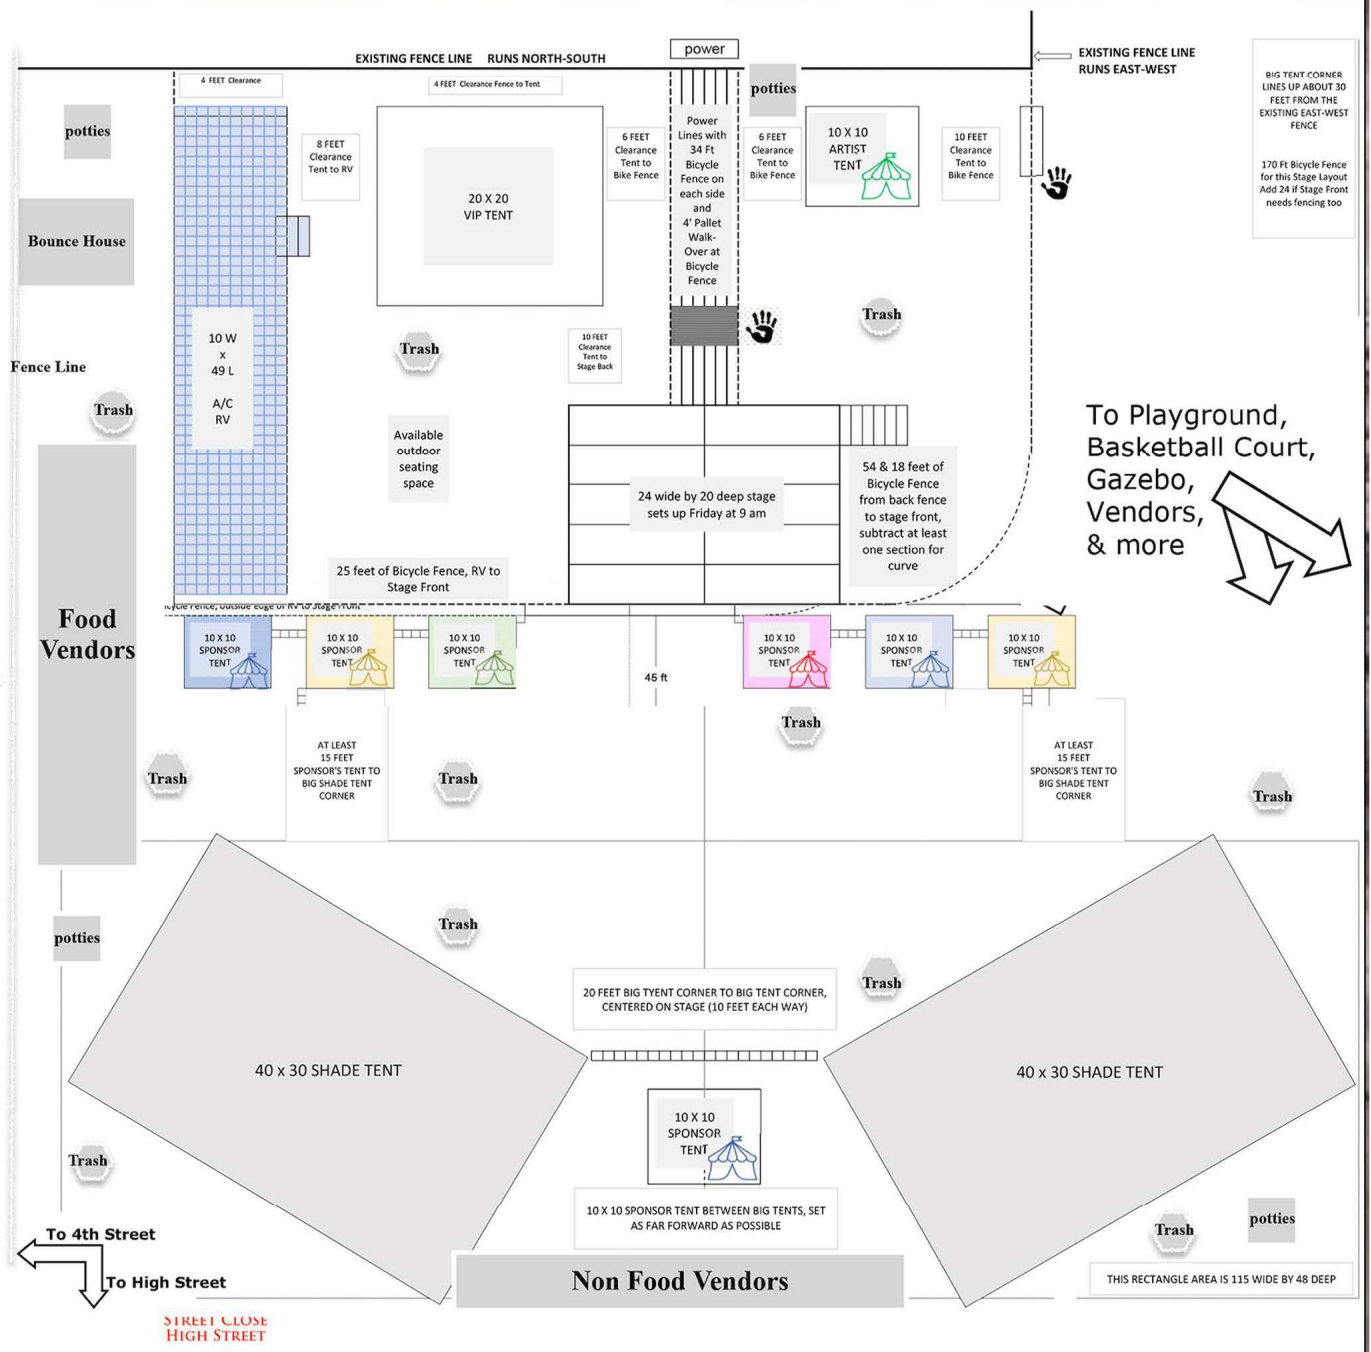 power
EXISTING FENCE LINE   RUNS NORTH-SOUTH
EXISTING FENCE LINE
RUNS EAST-WEST
BIG TENT CORNER
LINES UP ABOUT 30
FEET FROM THE
EXISTING EAST-WEST
FENCE
170 Ft Bicycle Fence
for this Stage Layout
Add 24 if Stage Front
needs fencing too
4 FEET Clearance
4 FEET Clearance Fence to Tent
potties
potties
8 FEET
Clearance
Tent to RV
20 X 20
VIP TENT
6 FEET
Clearance
Tent to
Bike Fence
Power
Lines with
34 Ft
Bicycle
Fence on
each side
and
4' Pallet
Walk-
Over at
Bicycle
Fence
6 FEET
Clearance
Tent to
Bike Fence
10 X 10
ARTIST
TENT
10 FEET
Clearance
Tent to
Bike Fence
Bounce House
10 W
x
49 L
A/C
RV
Trash
10 FEET
Clearance
Tent to
Stage Back
Trash
Fence Line
Trash
Available
outdoor
seating
space
24 wide by 20 deep stage
sets up Friday at 9 am
54 & 18 feet of
Bicycle Fence
from back fence
to stage front,
subtract at least
one section for
curve
To Playground,
Basketball Court,
Gazebo,
Vendors,
& more
25 feet of Bicycle Fence, RV to
Stage Front
Bicycle Fence, outside edge of RV to Stage Front
Food
Vendors
10 X 10
SPONSOR
TENT
10 X 10
SPONSOR
TENT
10 X 10
SPONSOR
TENT
45 ft
10 X 10
SPONSOR
TENT
10 X 10
SPONSOR
TENT
10 X 10
SPONSOR
TENT
Trash
AT LEAST
15 FEET
SPONSOR'S TENT TO
BIG SHADE TENT
CORNER
AT LEAST
15 FEET
SPONSOR'S TENT TO
BIG SHADE TENT
CORNER
Trash
Trash
Trash
potties
Trash
Trash
20 FEET BIG TYENT CORNER TO BIG TENT CORNER,
CENTERED ON STAGE (10 FEET EACH WAY)
40 x 30 SHADE TENT
40 x 30 SHADE TENT
10 X 10
SPONSOR
TENT
Trash
10 X 10 SPONSOR TENT BETWEEN BIG TENTS, SET
AS FAR FORWARD AS POSSIBLE
Trash
potties
To 4th Street
To High Street
Non Food Vendors
THIS RECTANGLE AREA IS 115 WIDE BY 48 DEEP
STREET CLOSE
HIGH STREET